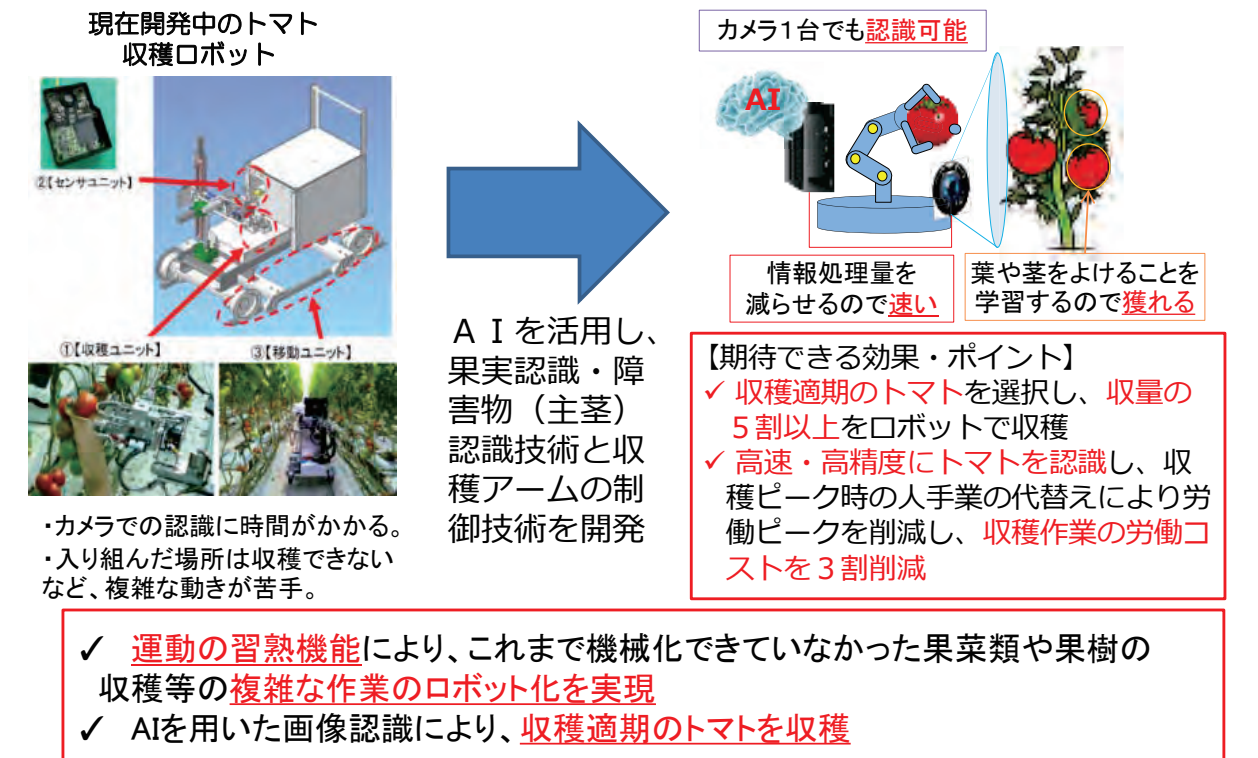 現在開発中のトマト
収穫ロボット
②【センサユニット】
①【収穫ユニット】
③【移動ユニット】
・カメラでの認識に時間がかかる。
・入り組んだ場所は収穫できない
など、複雑な動きが苦手。
ＡＩを活用し、
果実認識・障
害物（主茎）
認識技術と収
穫アームの制
御技術を開発
カメラ１台でも認識可能
AI
情報処理量を
減らせるので速い
葉や茎をよけることを
学習するので獲れる
【期待できる効果・ポイント】
✓ 収穫適期のトマトを選択し、収量の
５割以上をロボットで収穫
✓ 高速・高精度にトマトを認識し、収
穫ピーク時の人手業の代替えにより労
働ピークを削減し、収穫作業の労働コ
ストを３割削減
✓ 運動の習熟機能により、これまで機械化できていなかった果菜類や果樹の
収穫等の複雑な作業のロボット化を実現
✓ AIを用いた画像認識により、収穫適期のトマトを収穫